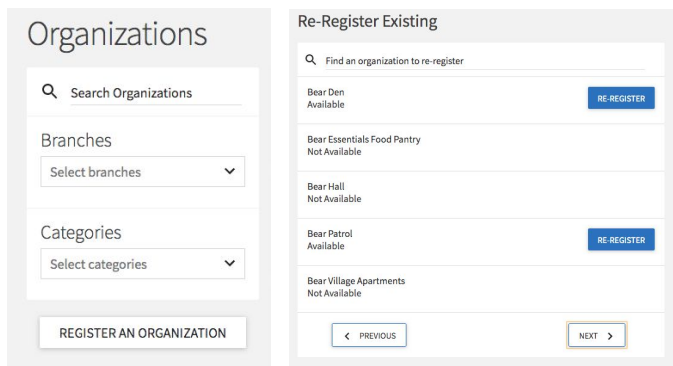 Organizations
Search Organizations
Branches
Select branches
Categories
Select categories
REGISTER AN ORGANIZATION
Re-Register Existing
Find an organization to re-register
Bear Den
Available
RE-REGISTER
Bear Essentials Food Pantry
Not Available
Bear Hall
Not Available
Bear Patrol
Available
RE-REGISTER
Bear Village Apartments
Not Available
PREVIOUS
NEXT